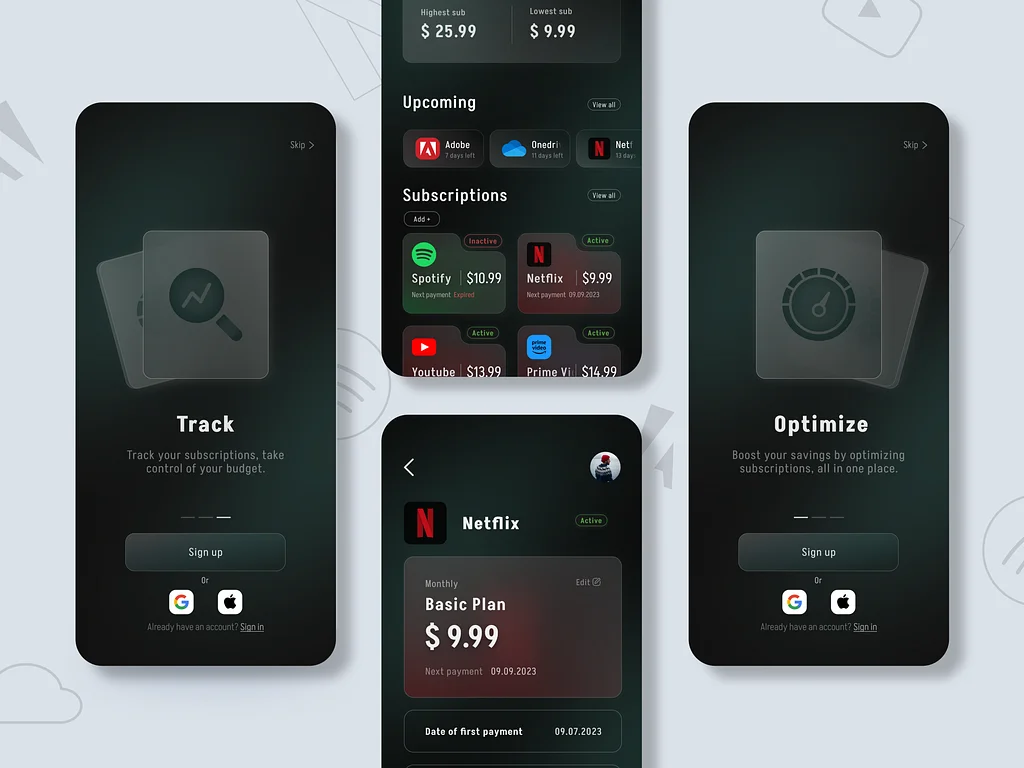 Skip
Track
Track your subscriptions, take
control of your budget.
Sign up
Or
Already have an account? Sign in
Highest sub
$ 25.99
Lowest sub
$ 9.99
Upcoming
View all
Adobe
7 days left
Onedri
11 days left
Netf
13 days
Subscriptions
View all
Add +
Inactive
Spotify
$10.99
Next payment Expired
Active
Netflix
$9.99
Next payment 09.09.2023
Active
Youtube
$13.99
Active
prime
video
Prime Vi
$14.99
Netflix
Active
Monthly
Edit
Basic Plan
$ 9.99
Next payment 09.09.2023
Date of first payment 09.07.2023
Skip
Optimize
Boost your savings by optimizing
subscriptions, all in one place.
Sign up
Or
Already have an account? Sign in